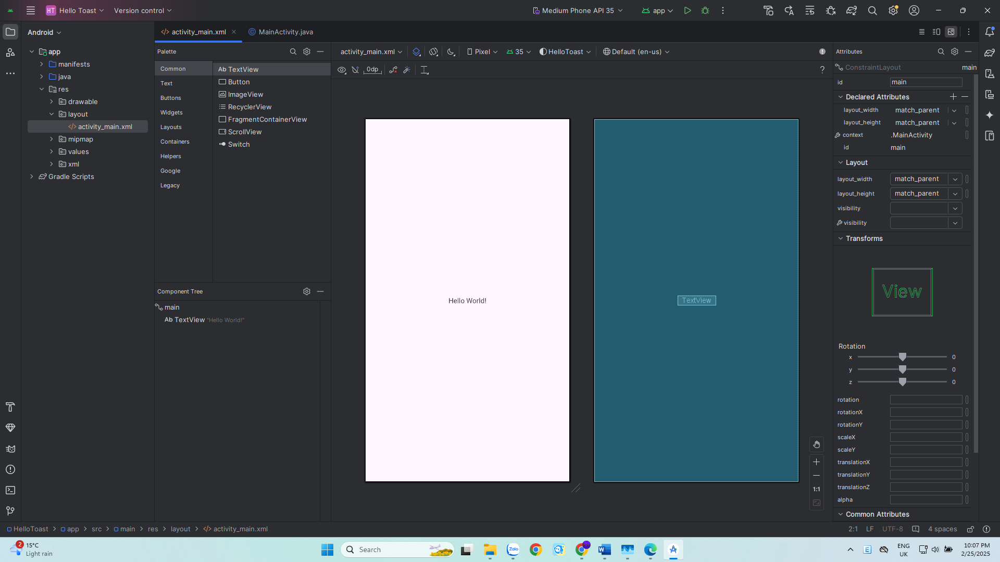 HT Hello Toast Version control Medium Phone API 35 app
Android
app
manifests
java
res
drawable
layout
activity_main.xml
mipmap
values
xml
Gradle Scripts
activity_main.xml MainActivity.java
Palette
Common
Text
Buttons
Widgets
Layouts
Containers
Helpers
Google
Legacy
Ab TextView
Button
ImageView
RecyclerView
FragmentContainerView
ScrollView
Switch
Component Tree
main
Ab TextView "Hello World!"
activity_main.xml Pixel 35 HelloToast Default (en-us)
0dp ?
Hello World!
TextView
1:1
Attributes
ConstraintLayout main
id main
Declared Attributes
layout_width match_parent
layout_height match_parent
context .MainActivity
id main
Layout
layout_width match_parent
layout_height match_parent
visibility
visibility
Transforms
View
Rotation
x 0
y 0
z 0
rotation
rotationX
rotationY
scaleX
scaleY
translationX
translationY
translationZ
alpha
Common Attributes
HelloToast > app > src > main > res > layout > activity_main.xml
2:1 LF UTF-8 4 spaces
2 15°C
Light rain
Search
Zalo
W
E
ENG
UK
10:07 PM
2/25/2025